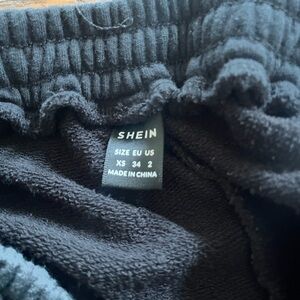 SHEIN
SIZE EU US
XS 34 2
MADE IN CHINA